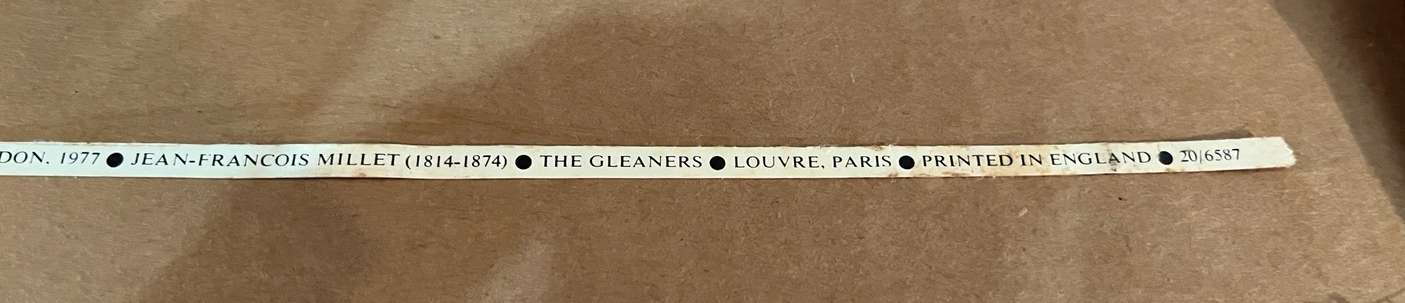 DON. 1977 ● JEAN-FRANCOIS MILLET (1814-1874) ● THE GLEANERS ● LOUVRE, PARIS ● PRINTED IN ENGLAND ● 20/6587